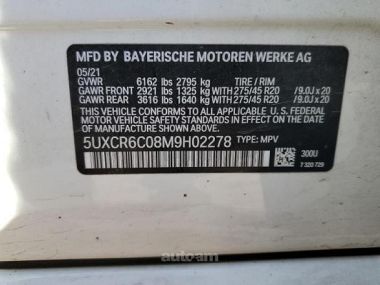 MFD BY BAYERISCHE MOTOREN WERKE AG
05/21
GVWR 6162 lbs 2795 kg TIRE / RIM
GAWR FRONT 2921 lbs 1325 kg WITH 275/45 R20 /9.0J x 20
GAWR REAR 3616 lbs 1640 kg WITH 275/45 R20 /9.0J x 20
THIS VEHICLE CONFORMS TO ALL APPLICABLE U. S. FEDERAL
MOTOR VEHICLE SAFETY STANDARDS IN EFFECT ON THE DATE
OF MANUFACTURE SHOWN ABOVE.
5UXCR6C08M9H02278 TYPE: MPV
300U
7 320 729
autoam